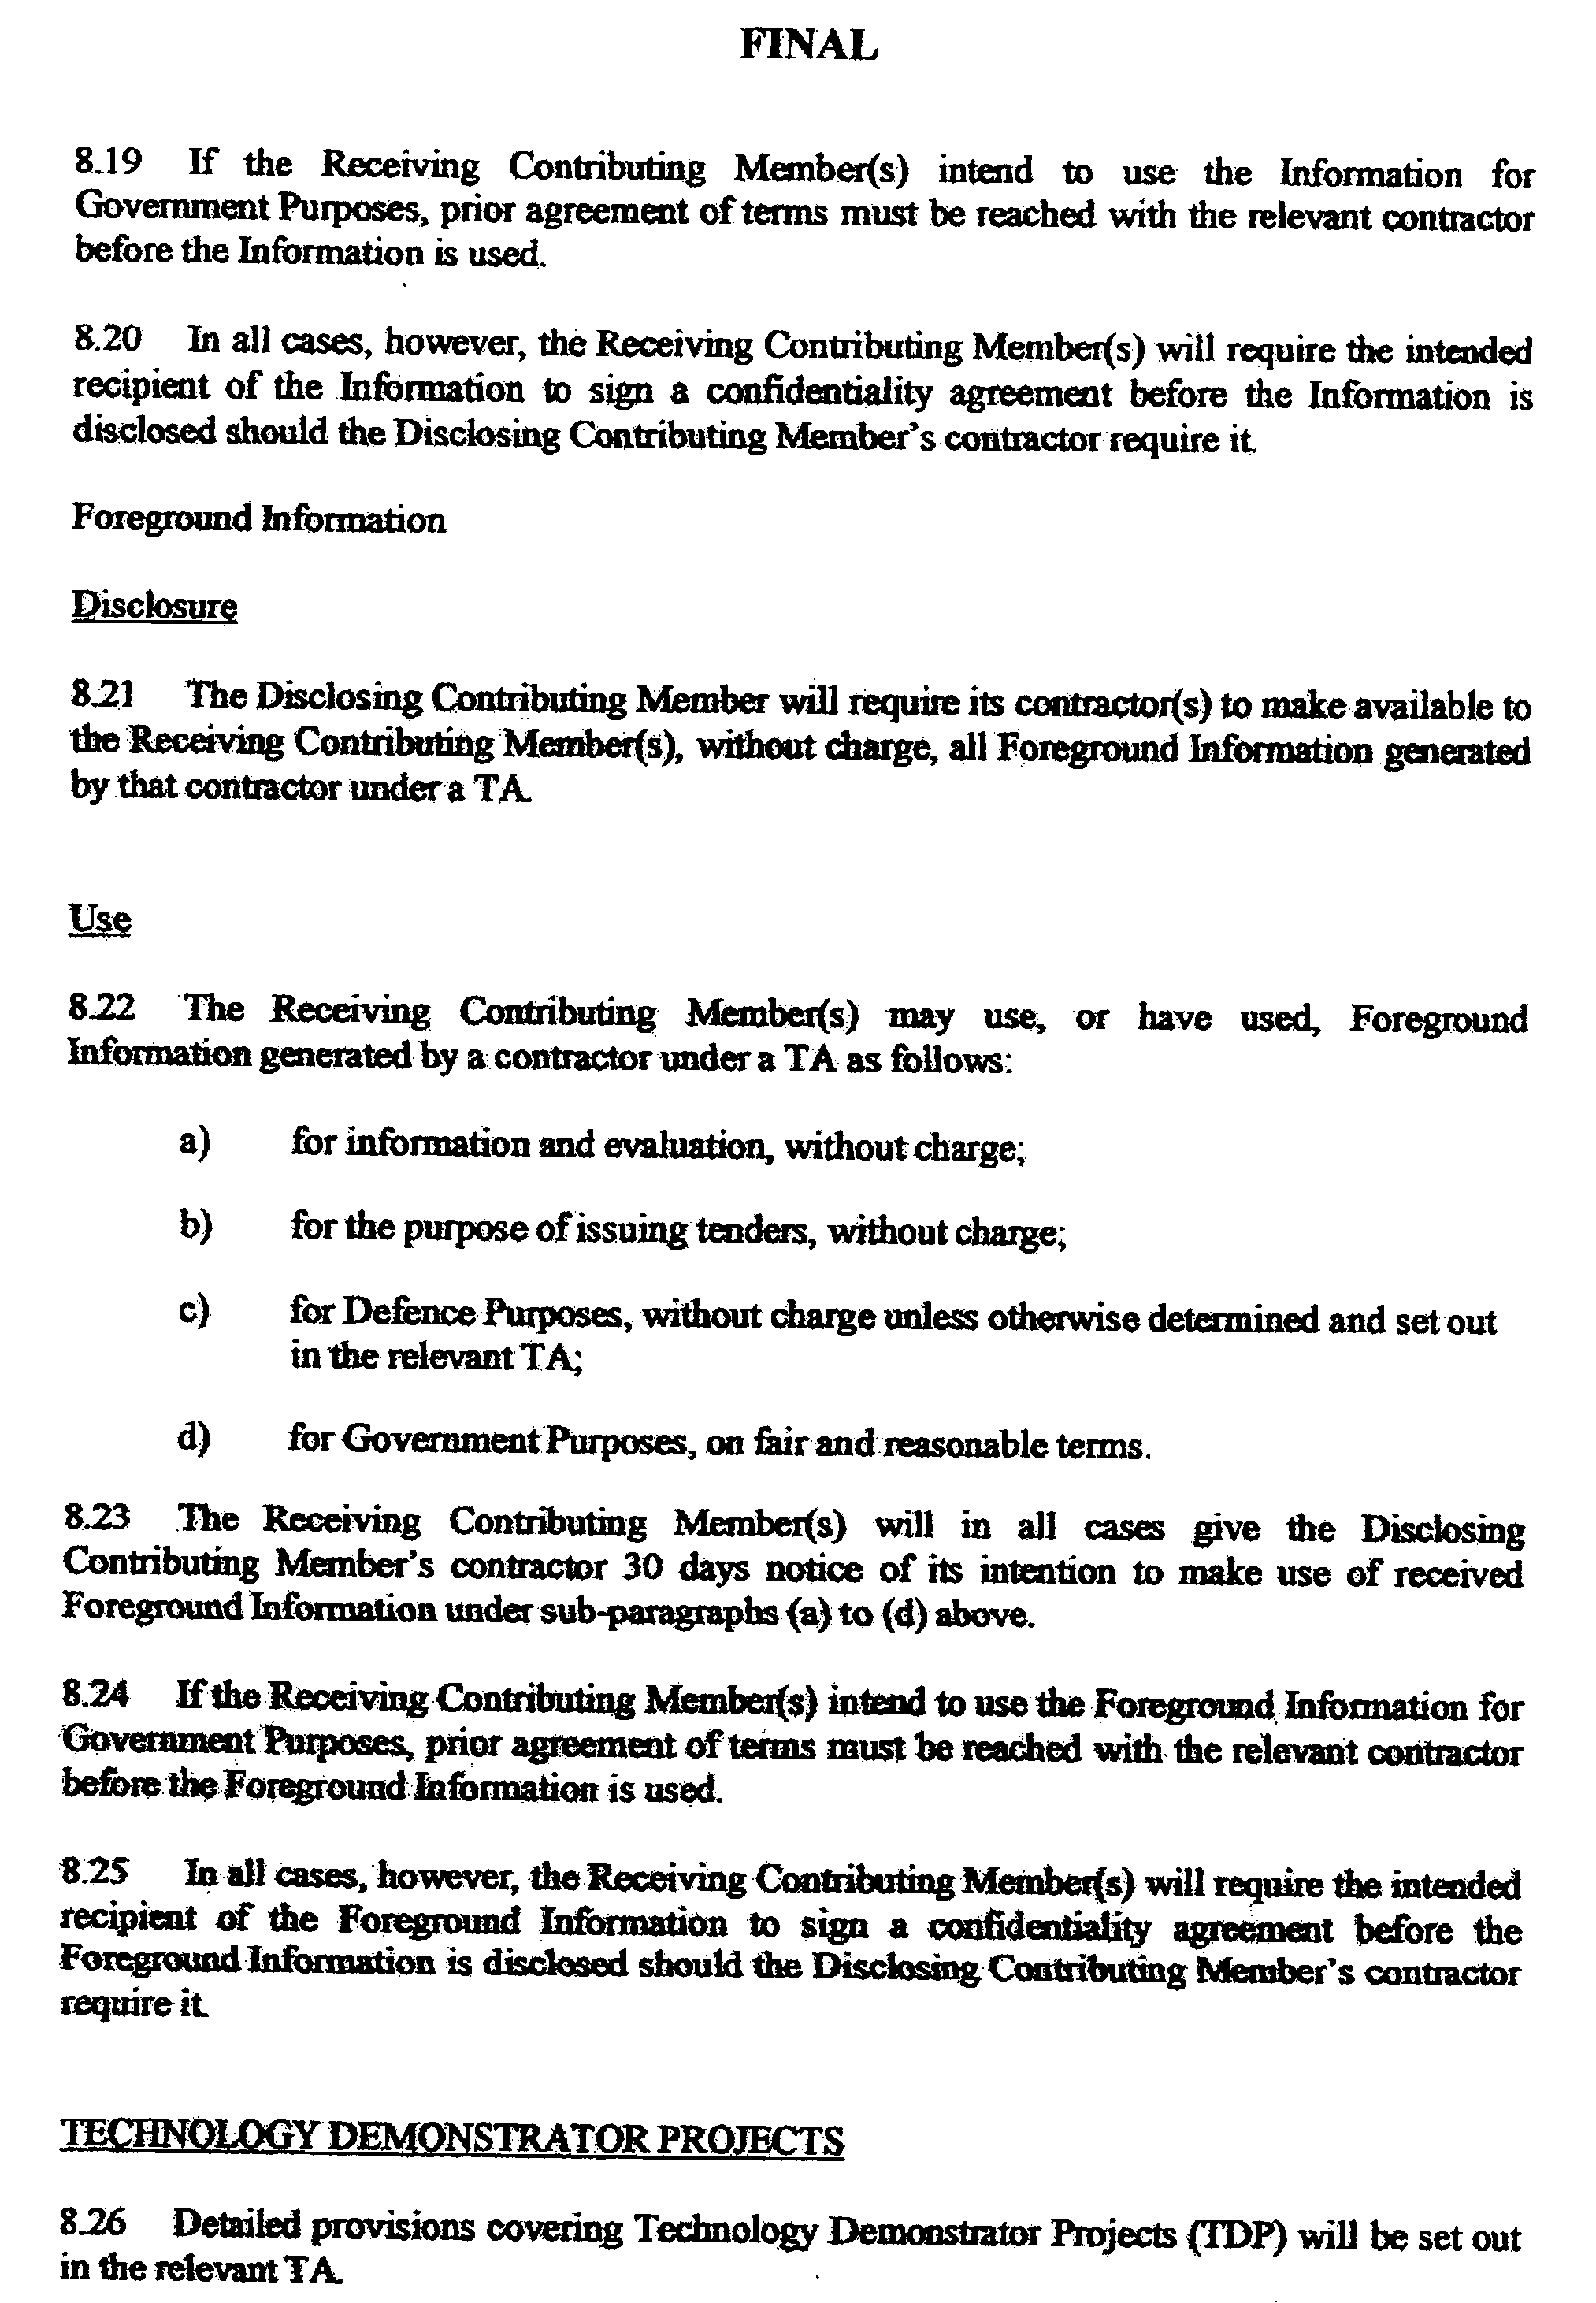 FINAL
8.19 If the Receiving Contributing Member(s) intend to use the Information for
Government Purposes, prior agreement of terms must be reached with the relevant contractor
before the Information is used.
8.20 In all cases, however, the Receiving Contributing Member(s) will require the intended
recipient of the Information to sign a confidentiality agreement before the Information is
disclosed should the Disclosing Contributing Member's contractor require it.
Foreground Information
Disclosure
8.21 The Disclosing Contributing Member will require its contractor(s) to make available to
the Receiving Contributing Member(s), without charge, all Foreground Information generated
by that contractor under a TA.
Use
8.22 The Receiving Contributing Member(s) may use, or have used, Foreground
Information generated by a contractor under a TA as follows:
a) for information and evaluation, without charge;
b) for the purpose of issuing tenders, without charge;
c) for Defence Purposes, without charge unless otherwise determined and set out
in the relevant TA;
d) for Government Purposes, on fair and reasonable terms.
8.23 The Receiving Contributing Member(s) will in all cases give the Disclosing
Contributing Member's contractor 30 days notice of its intention to make use of received
Foreground Information under sub-paragraphs (a) to (d) above.
8.24 If the Receiving Contributing Member(s) intend to use the Foreground Information for
Government Purposes, prior agreement of terms must be reached with the relevant contractor
before the Foreground Information is used.
8.25 In all cases, however, the Receiving Contributing Member(s) will require the intended
recipient of the Foreground Information to sign a confidentiality agreement before the
Foreground Information is disclosed should the Disclosing Contributing Member's contractor
require it.
TECHNOLOGY DEMONSTRATOR PROJECTS
8.26 Detailed provisions covering Technology Demonstrator Projects (TDP) will be set out
in the relevant TA.